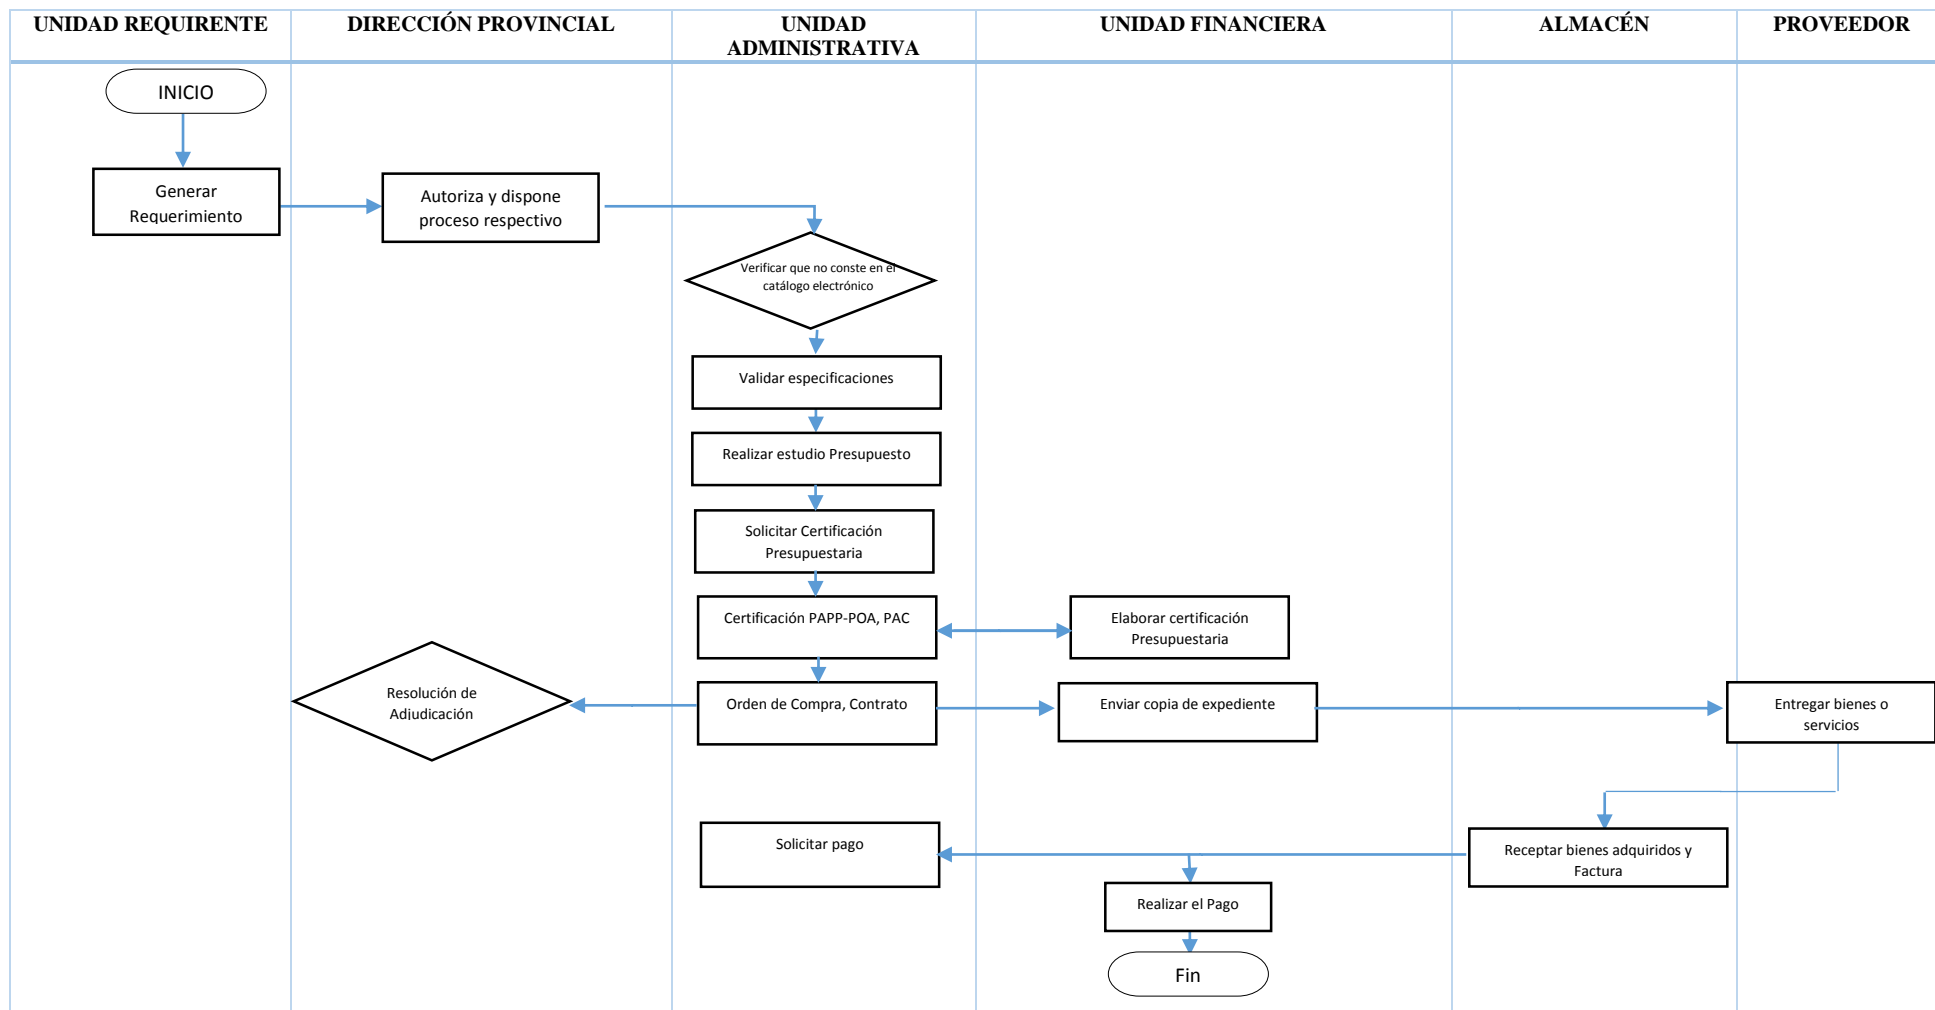 UNIDAD REQUIRENTE
DIRECCIÓN PROVINCIAL
UNIDAD
ADMINISTRATIVA
UNIDAD FINANCIERA
ALMACÉN
PROVEEDOR
INICIO
Generar
Requerimiento
Autoriza y dispone
proceso respectivo
Verificar que no conste en el
catálogo electrónico
Validar especificaciones
Realizar estudio Presupuesto
Solicitar Certificación
Presupuestaria
Certificación PAPP-POA, PAC
Elaborar certificación
Presupuestaria
Resolución de
Adjudicación
Orden de Compra, Contrato
Enviar copia de expediente
Entregar bienes o
servicios
Solicitar pago
Receptar bienes adquiridos y
Factura
Realizar el Pago
Fin